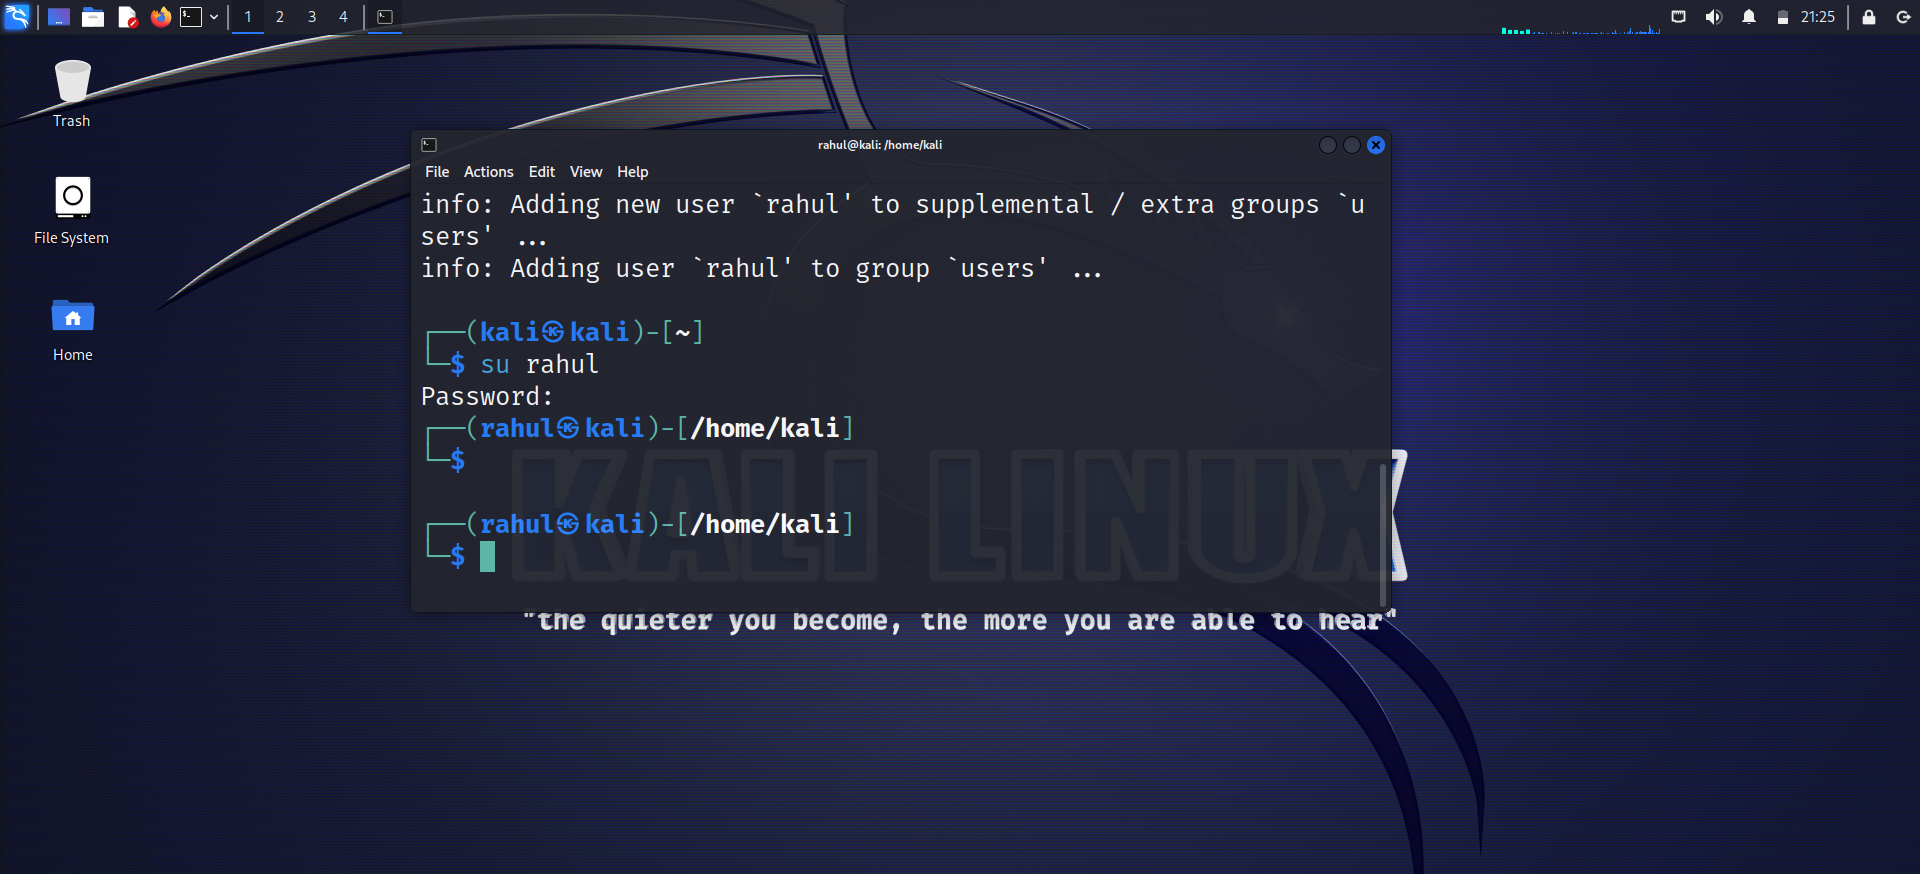 1 2 3 4 21:25
Trash
File System
Home
rahul@kali: /home/kali
File Actions Edit View Help
info: Adding new user `rahul' to supplemental / extra groups `u
sers' ...
info: Adding user `rahul' to group `users' ...
┌──(kali㉿kali)-[~]
└─$ su rahul
Password:
┌──(rahul㉿kali)-[/home/kali]
└─$
┌──(rahul㉿kali)-[/home/kali]
└─$
KALI LINUX
"the quieter you become, the more you are able to hear"